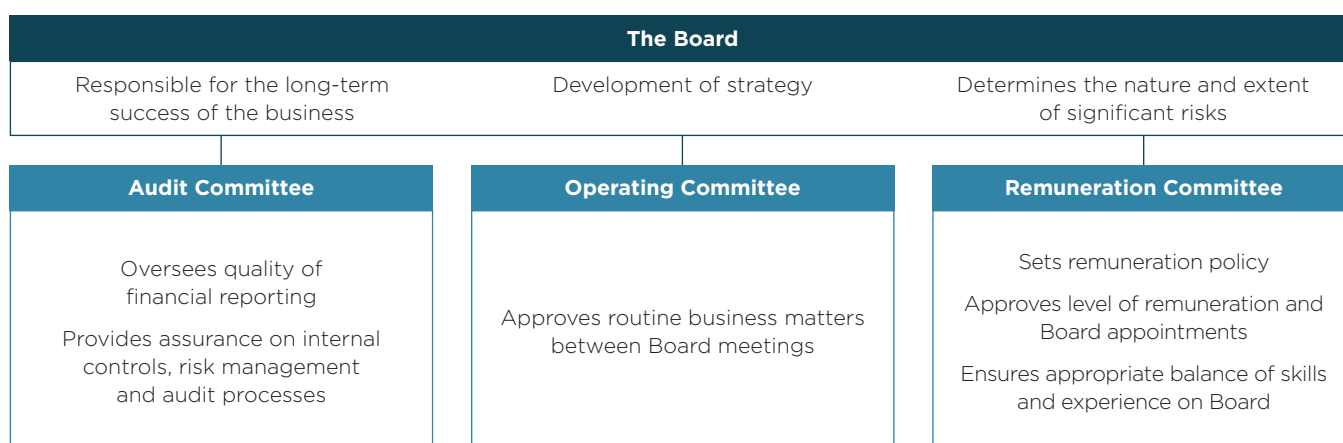 The Board
Responsible for the long-term
success of the business
Development of strategy
Determines the nature and extent
of significant risks
Audit Committee
Oversees quality of
financial reporting
Provides assurance on internal
controls, risk management
and audit processes
Operating Committee
Approves routine business matters
between Board meetings
Remuneration Committee
Sets remuneration policy
Approves level of remuneration and
Board appointments
Ensures appropriate balance of skills
and experience on Board